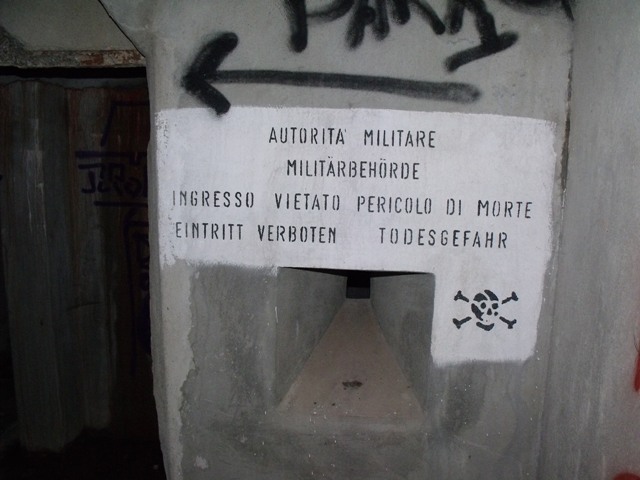 AUTORITA' MILITARE
MILITÄRBEHÖRDE
INGRESSO VIETATO PERICOLO DI MORTE
EINTRITT VERBOTEN TODESGEFAHR